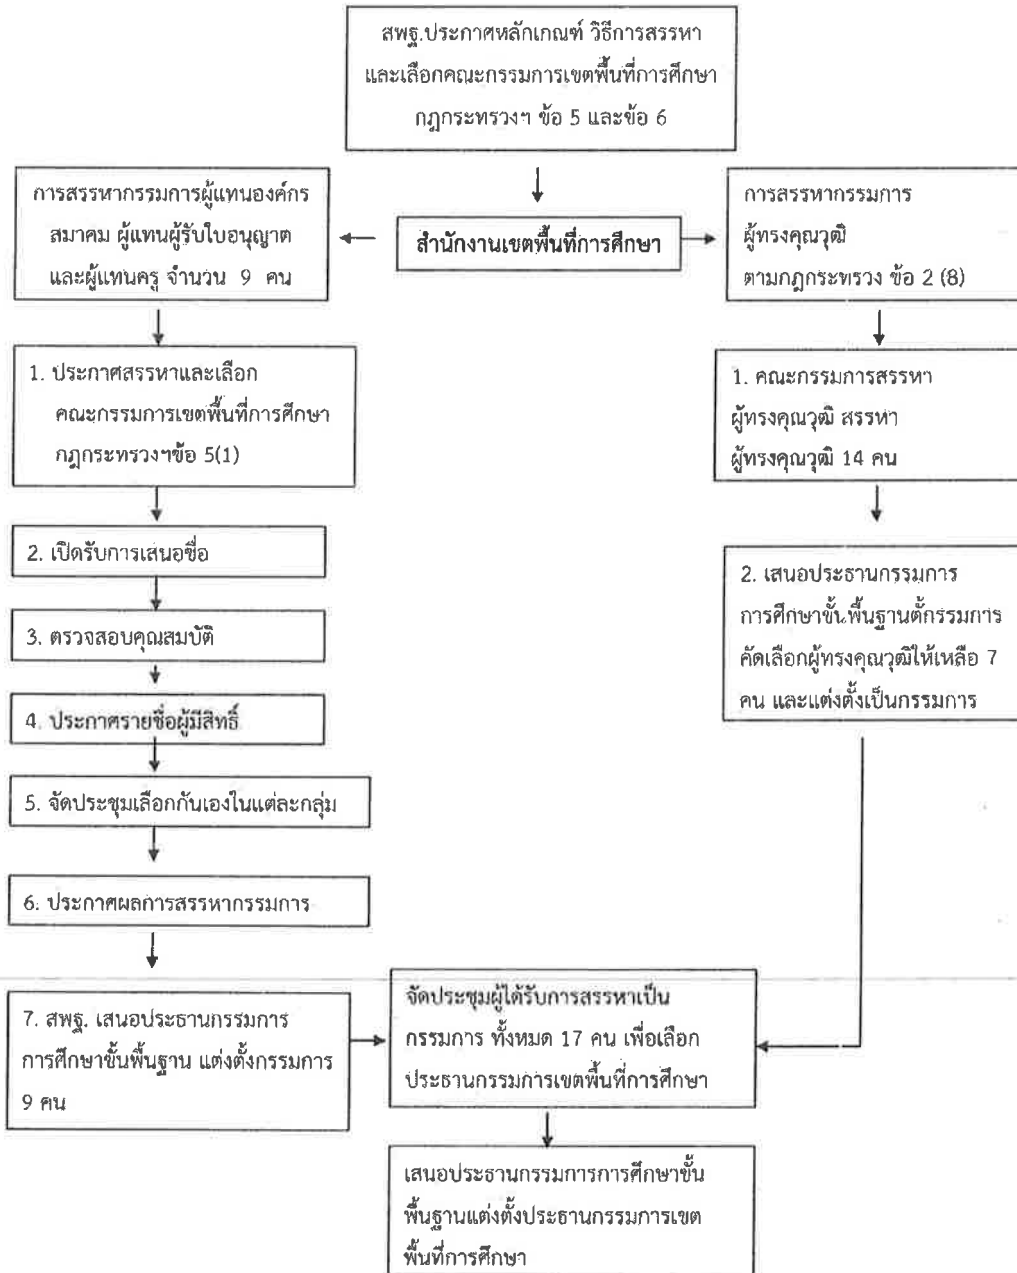 สพฐ.ประกาศหลักเกณฑ์ วิธีการสรรหา
และเลือกคณะกรรมการเขตพื้นที่การศึกษา
กฎกระทรวงฯ ข้อ 5 และข้อ 6
การสรรหากรรมการผู้แทนองค์กร
สมาคม ผู้แทนผู้รับใบอนุญาต
และผู้แทนครู จำนวน 9 คน
สำนักงานเขตพื้นที่การศึกษา
การสรรหากรรมการ
ผู้ทรงคุณวุฒิ
ตามกฎกระทรวง ข้อ 2 (8)
1. ประกาศสรรหาและเลือก
คณะกรรมการเขตพื้นที่การศึกษา
กฎกระทรวงฯข้อ 5(1)
2. เปิดรับการเสนอชื่อ
3. ตรวจสอบคุณสมบัติ
4. ประกาศรายชื่อผู้มีสิทธิ์
5. จัดประชุมเลือกกันเองในแต่ละกลุ่ม
6. ประกาศผลการสรรหากรรมการ
7. สพฐ. เสนอประธานกรรมการ
การศึกษาขั้นพื้นฐาน แต่งตั้งกรรมการ
9 คน
1. คณะกรรมการสรรหา
ผู้ทรงคุณวุฒิ สรรหา
ผู้ทรงคุณวุฒิ 14 คน
2. เสนอประธานกรรมการ
การศึกษาขั้นพื้นฐานตั้กรรมการ
คัดเลือกผู้ทรงคุณวุฒิให้เหลือ 7
คน และแต่งตั้งเป็นกรรมการ
จัดประชุมผู้ได้รับการสรรหาเป็น
กรรมการ ทั้งหมด 17 คน เพื่อเลือก
ประธานกรรมการเขตพื้นที่การศึกษา
เสนอประธานกรรมการการศึกษาขั้น
พื้นฐานแต่งตั้งประธานกรรมการเขต
พื้นที่การศึกษา